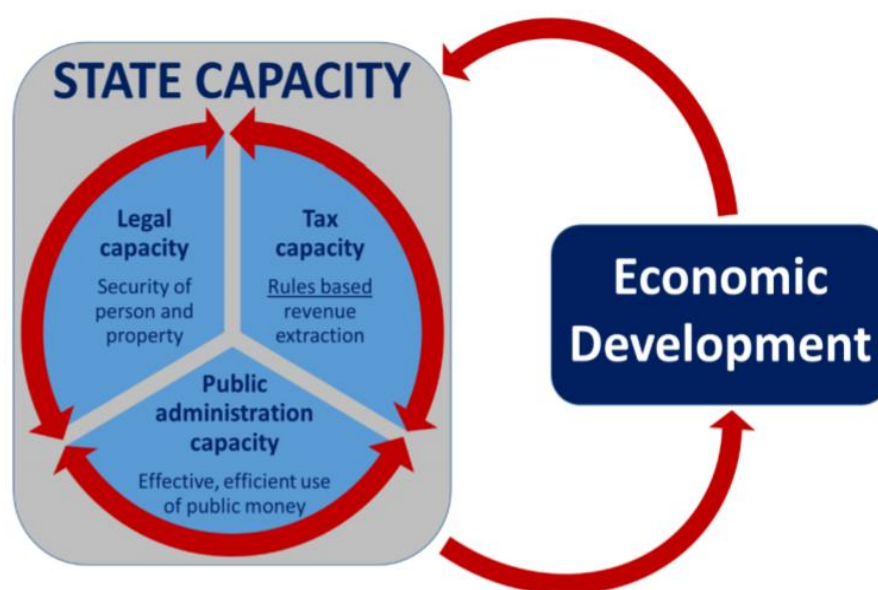 STATE CAPACITY
Legal
capacity
Security of
person and
property
Tax
capacity
Rules based
revenue
extraction
Public
administration
capacity
Effective, efficient use
of public money
Economic
Development